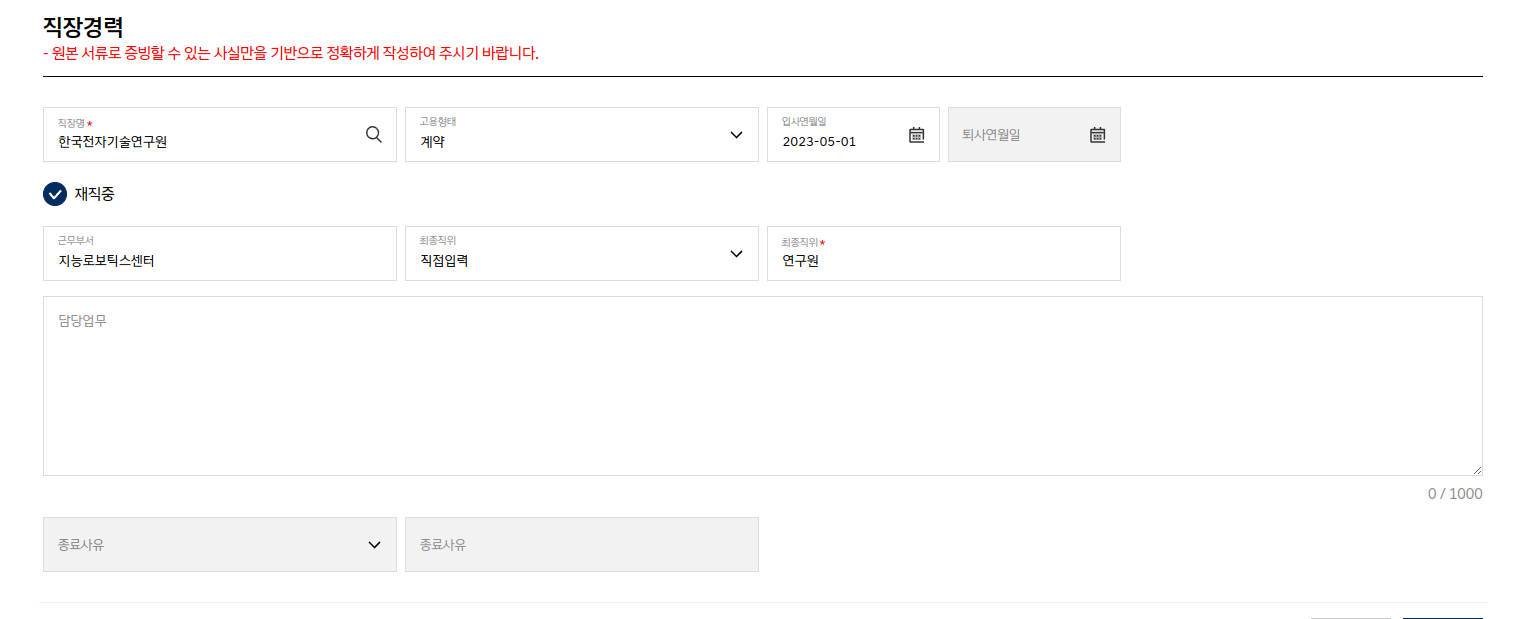 직장경력
- 원본 서류로 증빙할 수 있는 사실만을 기반으로 정확하게 작성하여 주시기 바랍니다.
직장명 *
한국전자기술연구원
고용형태
계약
입사연월일
2023-05-01
퇴사연월일
재직중
근무부서
지능로보틱스센터
최종직위
직접입력
최종직위 *
연구원
담당업무
0 / 1000
종료사유
종료사유